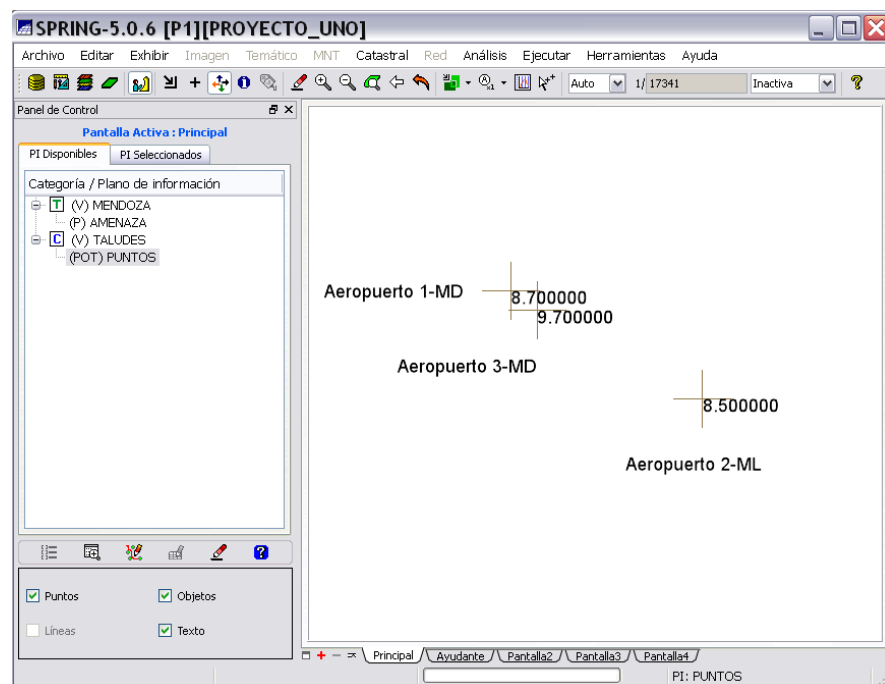 SPRING-5.0.6 [P1][PROYECTO_UNO]
Archivo Editar Exhibir Imagen Temático MNT Catastral Red Análisis Ejecutar Herramientas Ayuda
Auto 1/ 17341 Inactiva
Panel de Control
Pantalla Activa : Principal
PI Disponibles PI Seleccionados
Categoría / Plano de información
T (V) MENDOZA
(P) AMENAZA
C (V) TALUDES
(POT) PUNTOS
Puntos Objetos
Líneas Texto
Aeropuerto 1-MD 8.700000
9.700000
Aeropuerto 3-MD
8.500000
Aeropuerto 2-ML
Principal Ayudante Pantalla2 Pantalla3 Pantalla4
PI: PUNTOS